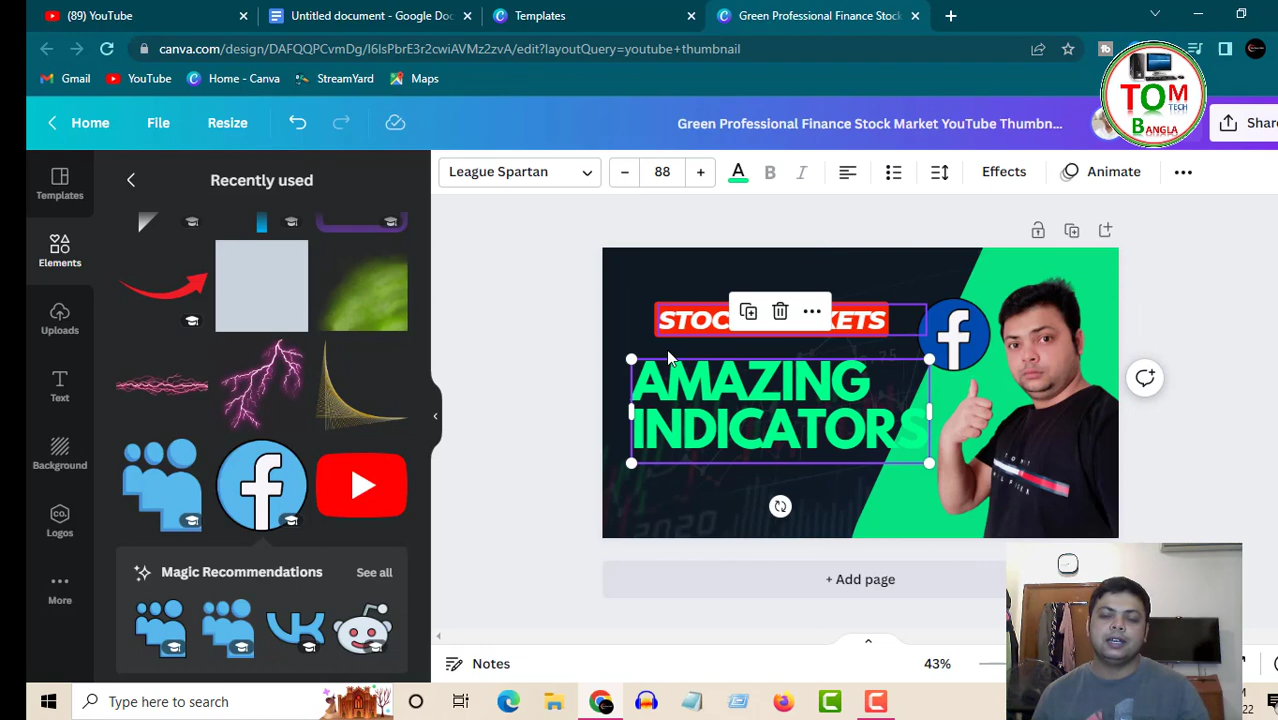 (89) YouTube
Untitled document - Google Doc
Templates
Green Professional Finance Stock
canva.com/design/DAFQQPCvmDg/I6lsPbrE3r2cwiAVMz2zvA/edit?layoutQuery=youtube+thumbnail
Gmail
YouTube
Home - Canva
StreamYard
Maps
TOM
TECH
BANGLA
Home
File
Resize
Green Professional Finance Stock Market YouTube Thumbn...
Shar
Templates
Recently used
League Spartan
88
A
B
I
Effects
Animate
Elements
Uploads
Text
Background
Logos
More
AMAZING
INDICATORS
+ Add page
Magic Recommendations
See all
Notes
43%
Type here to search
22